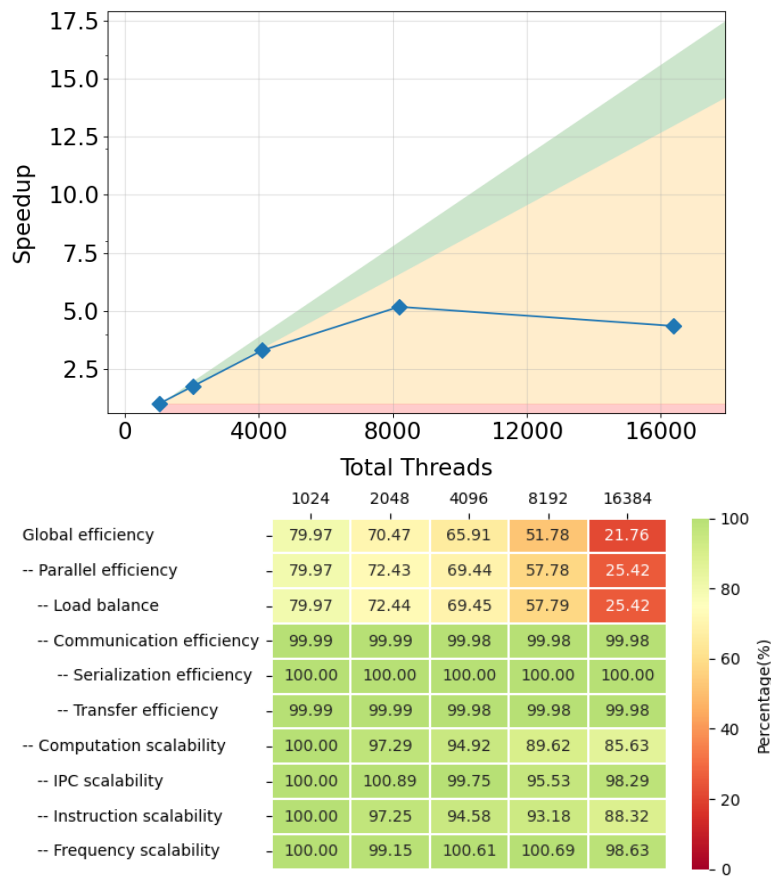 17.5
15.0
12.5
10.0
7.5
5.0
2.5
Speedup
0 4000 8000 12000 16000
Total Threads
1024 2048 4096 8192 16384
Global efficiency 79.97 70.47 65.91 51.78 21.76
-- Parallel efficiency 79.97 72.43 69.44 57.78 25.42
-- Load balance 79.97 72.44 69.45 57.79 25.42
-- Communication efficiency 99.99 99.99 99.98 99.98 99.98
-- Serialization efficiency 100.00 100.00 100.00 100.00 100.00
-- Transfer efficiency 99.99 99.99 99.98 99.98 99.98
-- Computation scalability 100.00 97.29 94.92 89.62 85.63
-- IPC scalability 100.00 100.89 99.75 95.53 98.29
-- Instruction scalability 100.00 97.25 94.58 93.18 88.32
-- Frequency scalability 100.00 99.15 100.61 100.69 98.63
100
80
60
40
20
0
Percentage(%)